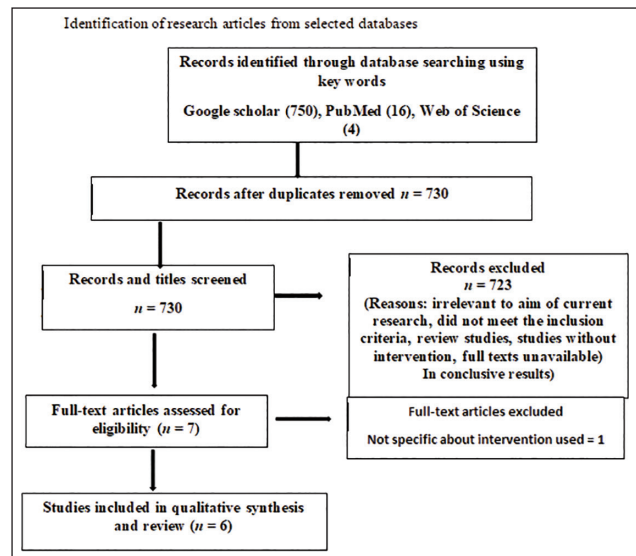 Identification of research articles from selected databases
Records identified through database searching using
key words
Google scholar (750), PubMed (16), Web of Science
(4)
Records after duplicates removed n = 730
Records and titles screened
n = 730
Records excluded
n = 723
(Reasons: irrelevant to aim of current
research, did not meet the inclusion
criteria, review studies, studies without
intervention, full texts unavailable)
In conclusive results)
Full-text articles assessed for
eligibility (n = 7)
Full-text articles excluded
Not specific about intervention used = 1
Studies included in qualitative synthesis
and review (n = 6)